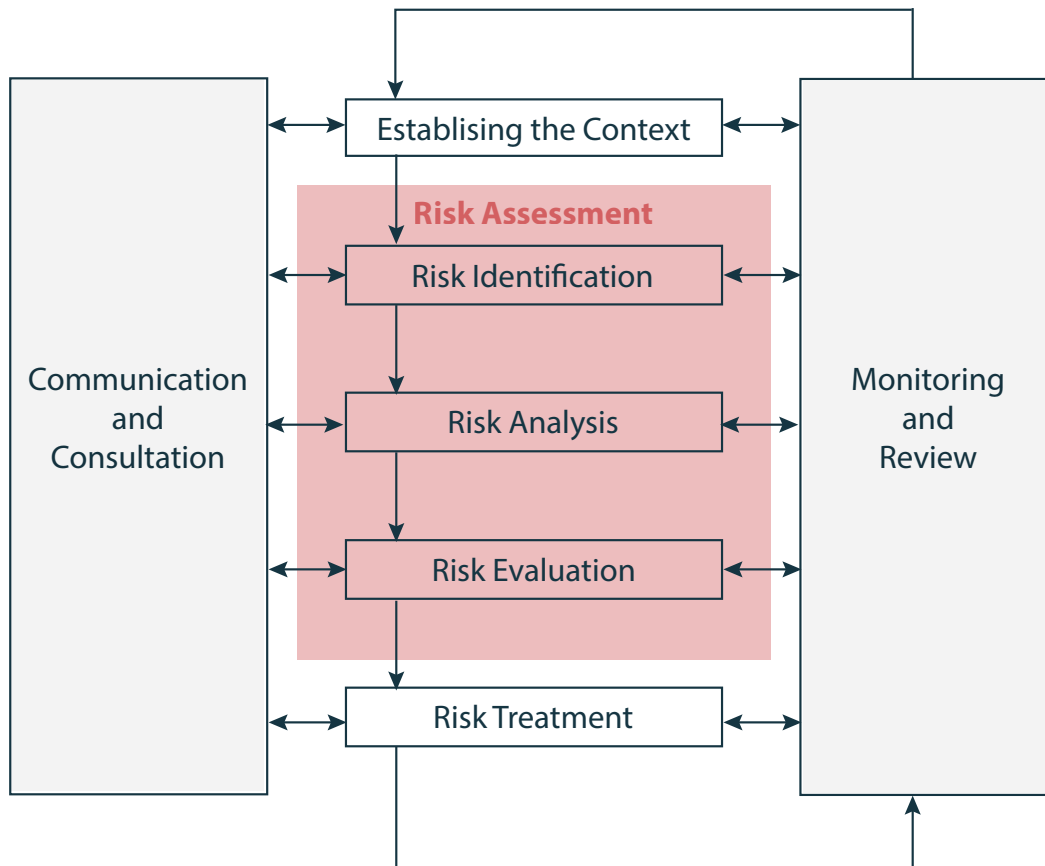 Establising the Context
Risk Assessment
Risk Identification
Risk Analysis
Risk Evaluation
Risk Treatment
Communication
and
Consultation
Monitoring
and
Review